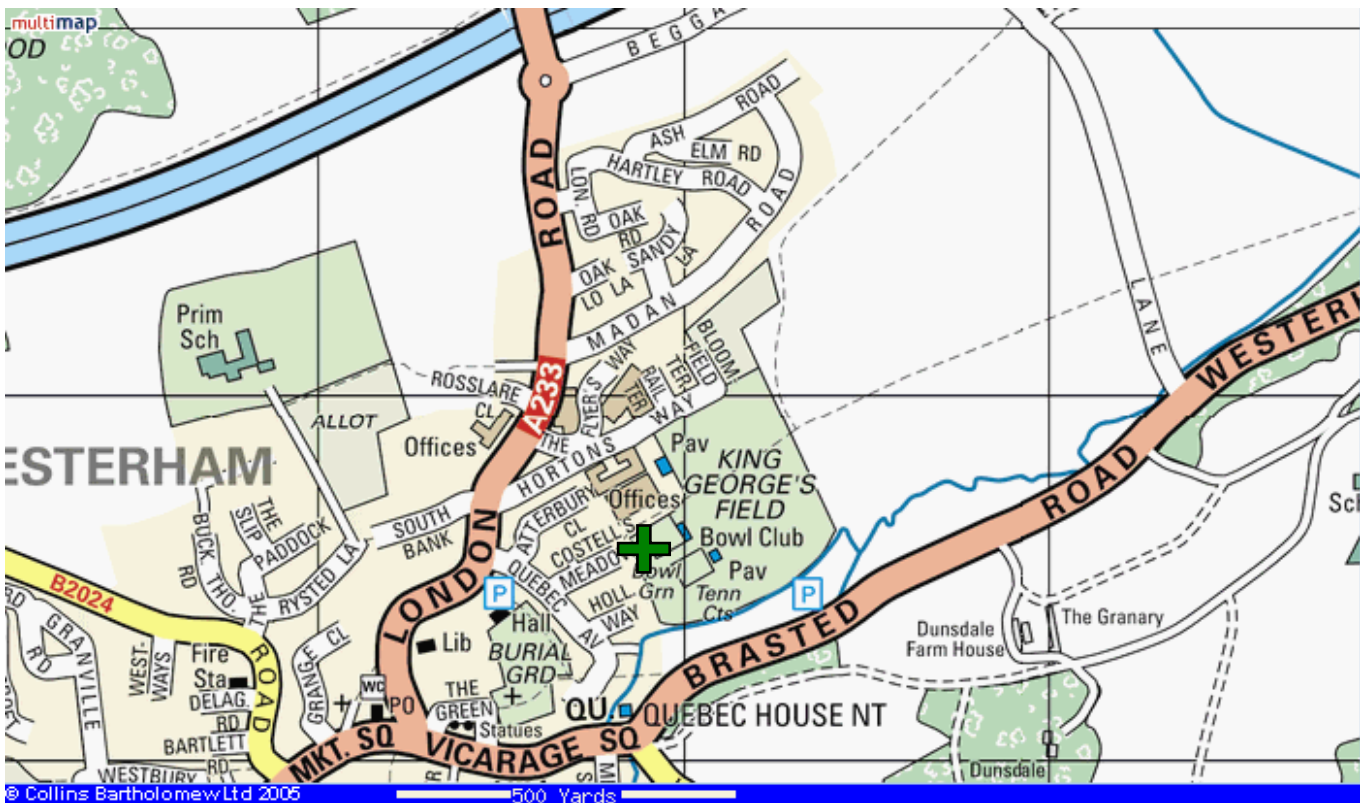 multimap
OD
BEGGA
ROAD
ASH ROAD
ELM RD
HARTLEY ROAD
LON. RD
OAK RD
SANDY LA
OAK LO LA
MADAN ROAD
LANE
WESTERH
Prim Sch
ROSSLARE CL
A233
ALLOT
Offices
THE FLYER'S WAY
RAIL TER
BLOOM FIELD TER
HORTONS WAY
ESTERHAM
Pav
KING GEORGE'S FIELD
Offices
ROAD
Sc
THE SLIP
PADDOCK
BUCK. THO. RD
SOUTH BANK
ATTERBURY CL
COSTELL'S MEADOW
Bowl Club
Pav
Bowl Grn
Tenn Cts
LONDON
QUEBEC AV
HOLL WAY
P
P
B2024
RYSTED LA
THE
GRANVILLE RD
RD
WEST-WAYS
Fire Sta
ROAD
GRANGE CL
Lib
Hall
BURIAL GRD
BRASTED
Dunsdale Farm House
The Granary
DELAG. RD
WC
PO
THE GREEN
Statues
QU
QUEBEC HOUSE NT
BARTLETT RD
MKT. SQ
VICARAGE SQ
WESTBURY
Dunsdale
© Collins Bartholomew Ltd 2005
500 Yards